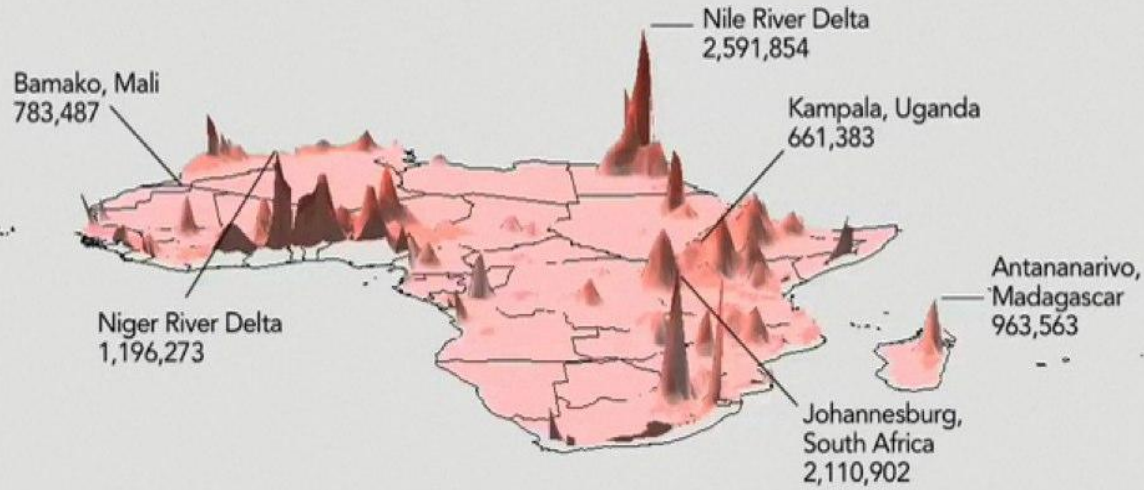 Nile River Delta
2,591,854
Bamako, Mali
783,487
Kampala, Uganda
661,383
Antananarivo,
Madagascar
963,563
Niger River Delta
1,196,273
Johannesburg,
South Africa
2,110,902